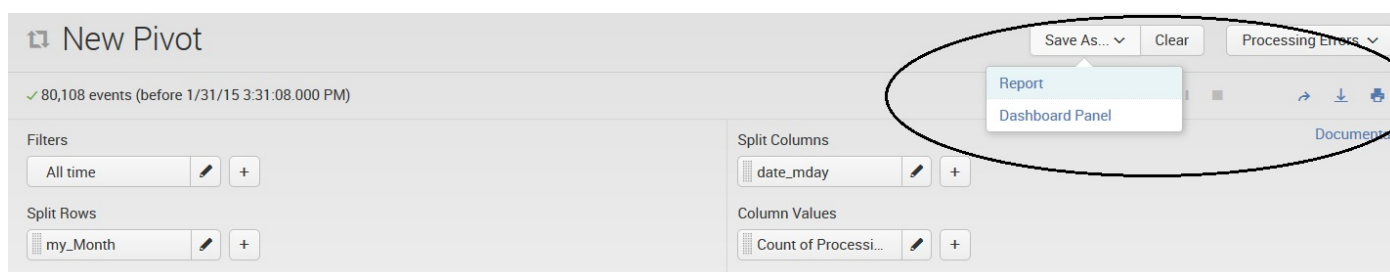 New Pivot
Save As... Clear Processing Errors
80,108 events (before 1/31/15 3:31:08.000 PM)
Report
Dashboard Panel
Filters
Split Columns
Documenta
All time
date_mday
Split Rows
Column Values
my_Month
Count of Processi...